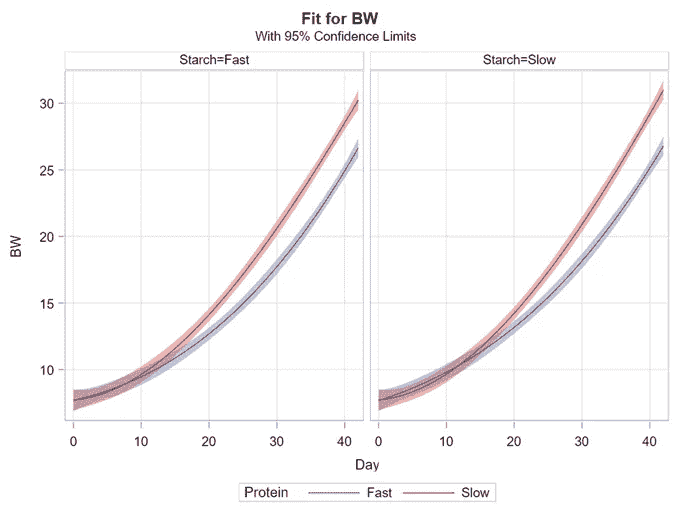 Fit for BW
With 95% Confidence Limits
Starch=Fast Starch=Slow
BW
30
25
20
15
10
0 10 20 30 40 0 10 20 30 40
Day
Protein Fast Slow